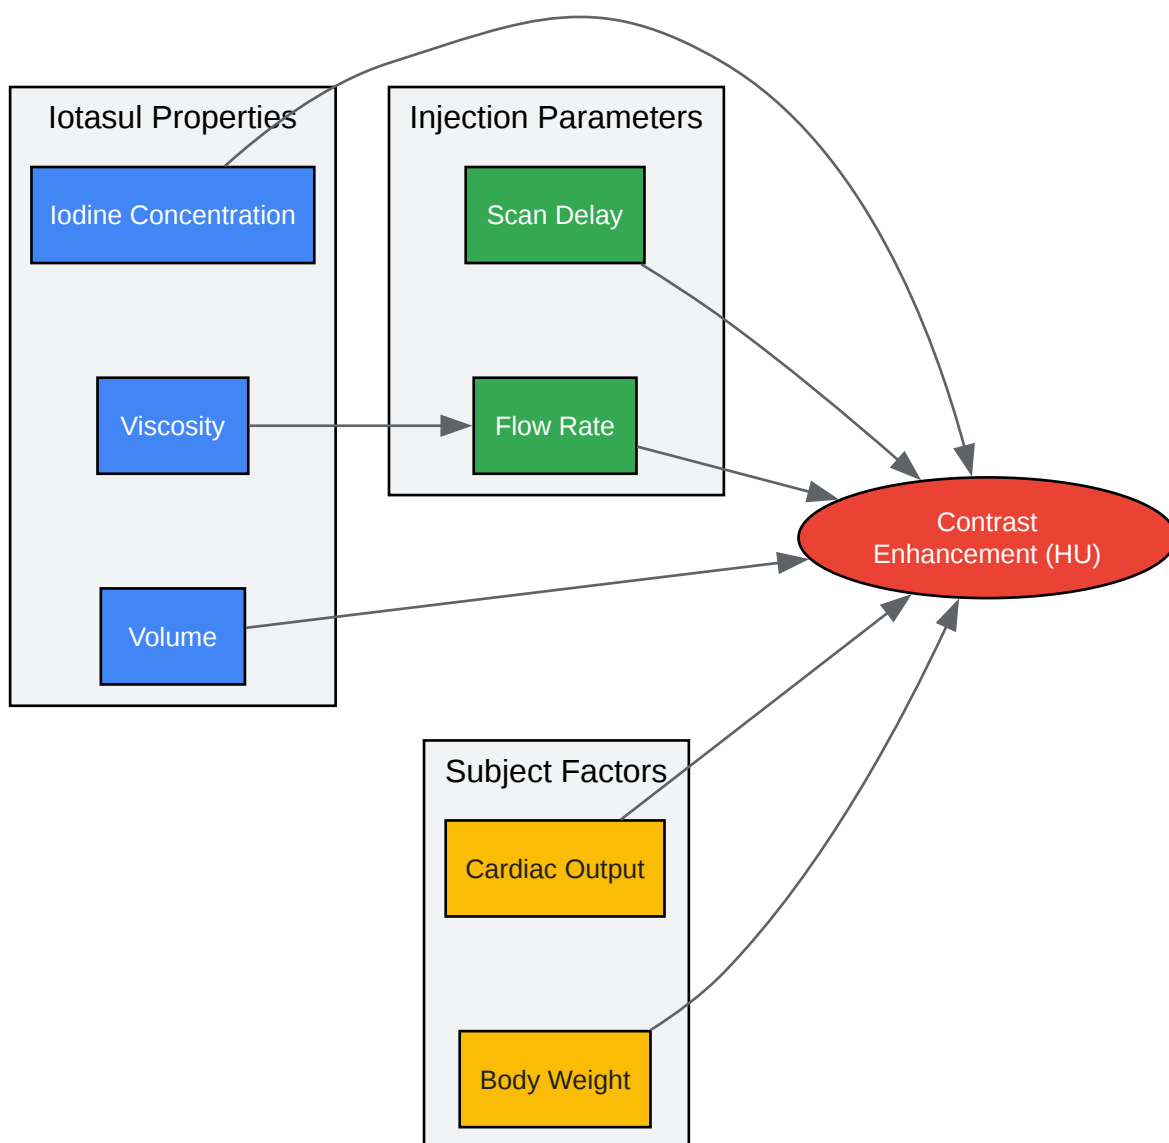 Iotasul Properties
Iodine Concentration
Viscosity
Volume
Injection Parameters
Scan Delay
Flow Rate
Contrast
Enhancement (HU)
Subject Factors
Cardiac Output
Body Weight